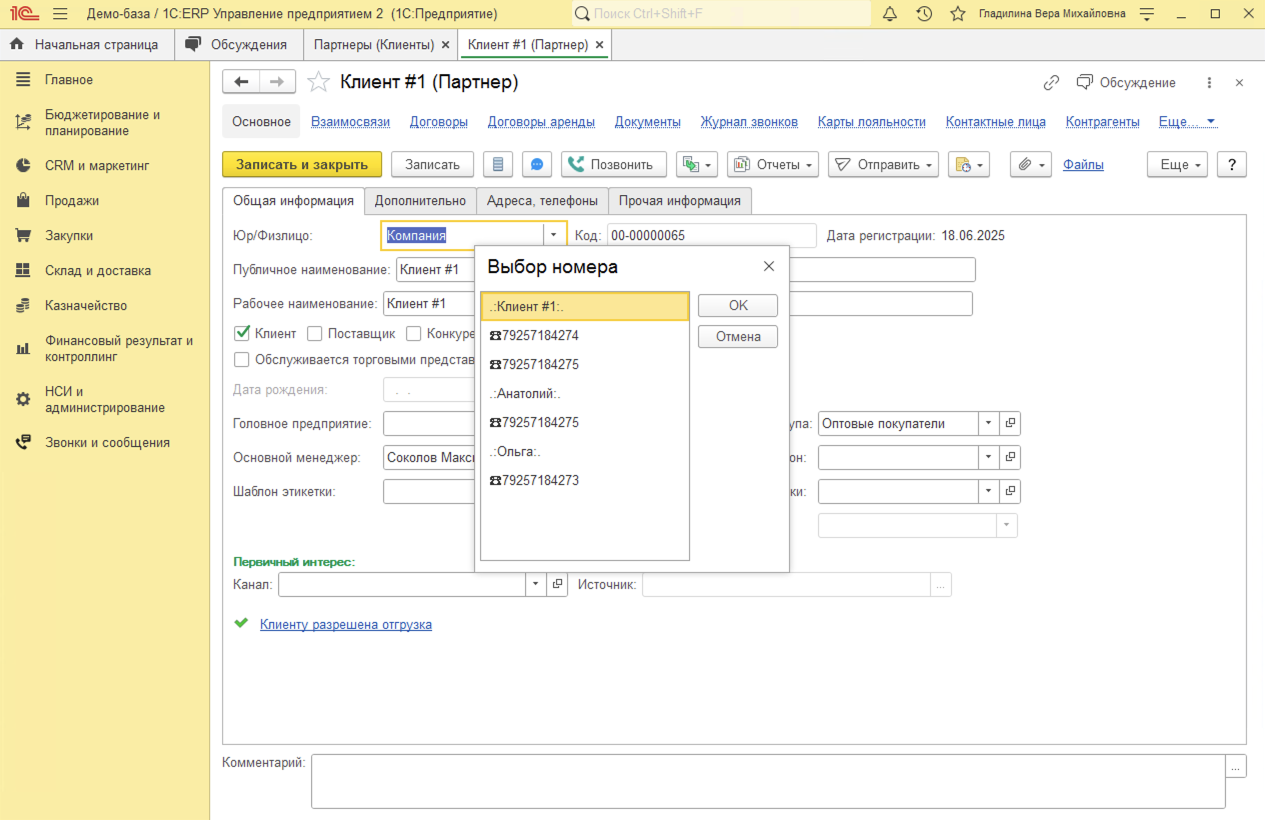 1С Демо-база / 1С:ERP Управление предприятием 2 (1С:Предприятие) Поиск Ctrl+Shift+F Гладилина Вера Михайловна
Начальная страница Обсуждения Партнеры (Клиенты) × Клиент #1 (Партнер) ×
Главное
Бюджетирование и
планирование
CRM и маркетинг
Продажи
Закупки
Склад и доставка
Казначейство
Финансовый результат и
контроллинг
НСИ и
администрирование
Звонки и сообщения
Клиент #1 (Партнер) Обсуждение
Основное Взаимосвязи Договоры Договоры аренды Документы Журнал звонков Карты лояльности Контактные лица Контрагенты Еще...
Записать и закрыть Записать Позвонить Отчеты Отправить Файлы Еще ?
Общая информация Дополнительно Адреса, телефоны Прочая информация
Юр/Физлицо: Компания Код: 00-00000065 Дата регистрации: 18.06.2025
Публичное наименование: Клиент #1
Рабочее наименование: Клиент #1
Клиент Поставщик Конкуре
Обслуживается торговыми представ
Дата рождения: . .
Головное предприятие: упа: Оптовые покупатели
Основной менеджер: Соколов Макс он:
Шаблон этикетки: ки:
Выбор номера
.:Клиент #1:. OK
☎79257184274 Отмена
☎79257184275
.:Анатолий:.
☎79257184275
.:Ольга:.
☎79257184273
Первичный интерес:
Канал: Источник: ...
Клиенту разрешена отгрузка
Комментарий: ...